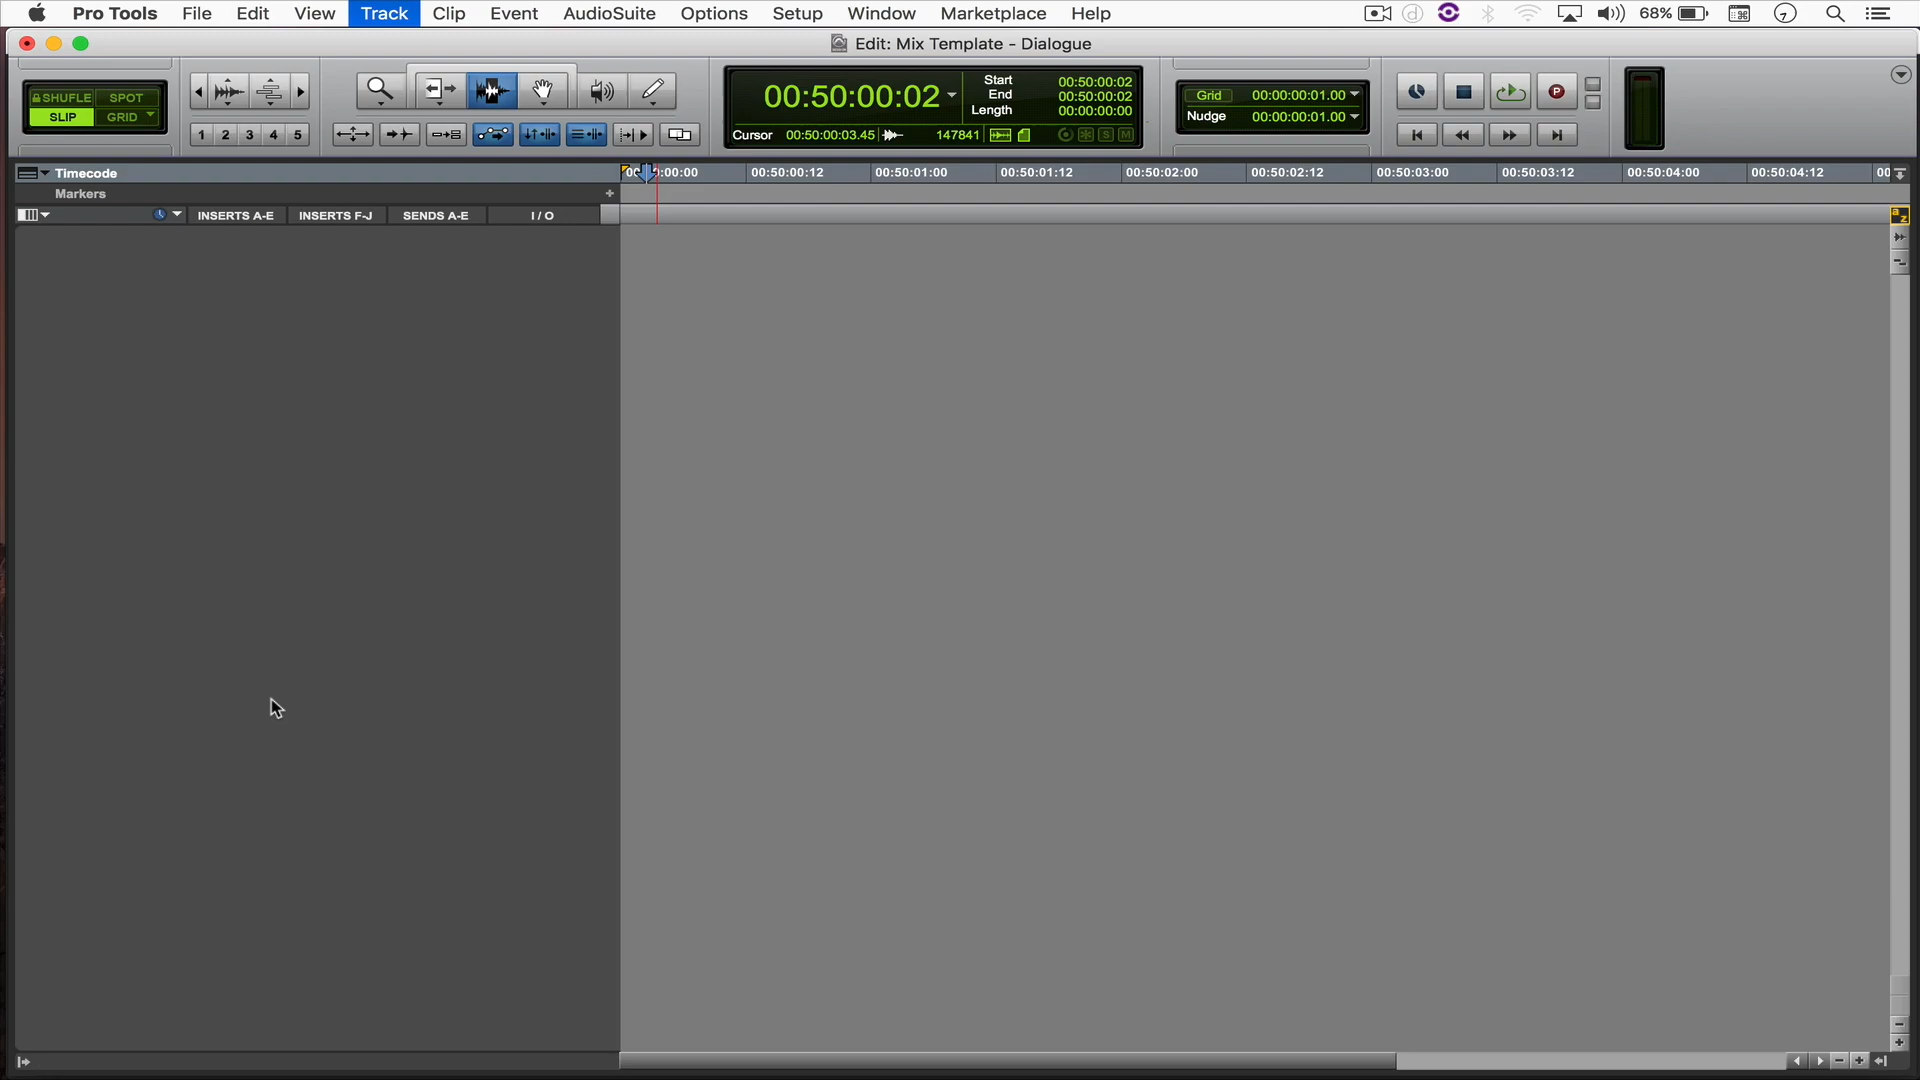 Pro Tools File Edit View Track Clip Event AudioSuite Options Setup Window Marketplace Help 68%
Edit: Mix Template - Dialogue
SHUFFLE SPOT
SLIP GRID
1 2 3 4 5
00:50:00:02
Start 00:50:00:02
End 00:50:00:02
Length 00:00:00:00
Cursor 00:50:00:03.45 147841 S M
Grid 00:00:00:01.00
Nudge 00:00:00:01.00
P
Timecode 00:50:00:12 00:50:01:00 00:50:01:12 00:50:02:00 00:50:02:12 00:50:03:00 00:50:03:12 00:50:04:00 00:50:04:12 00
Markers
INSERTS A-E INSERTS F-J SENDS A-E I / O
a z